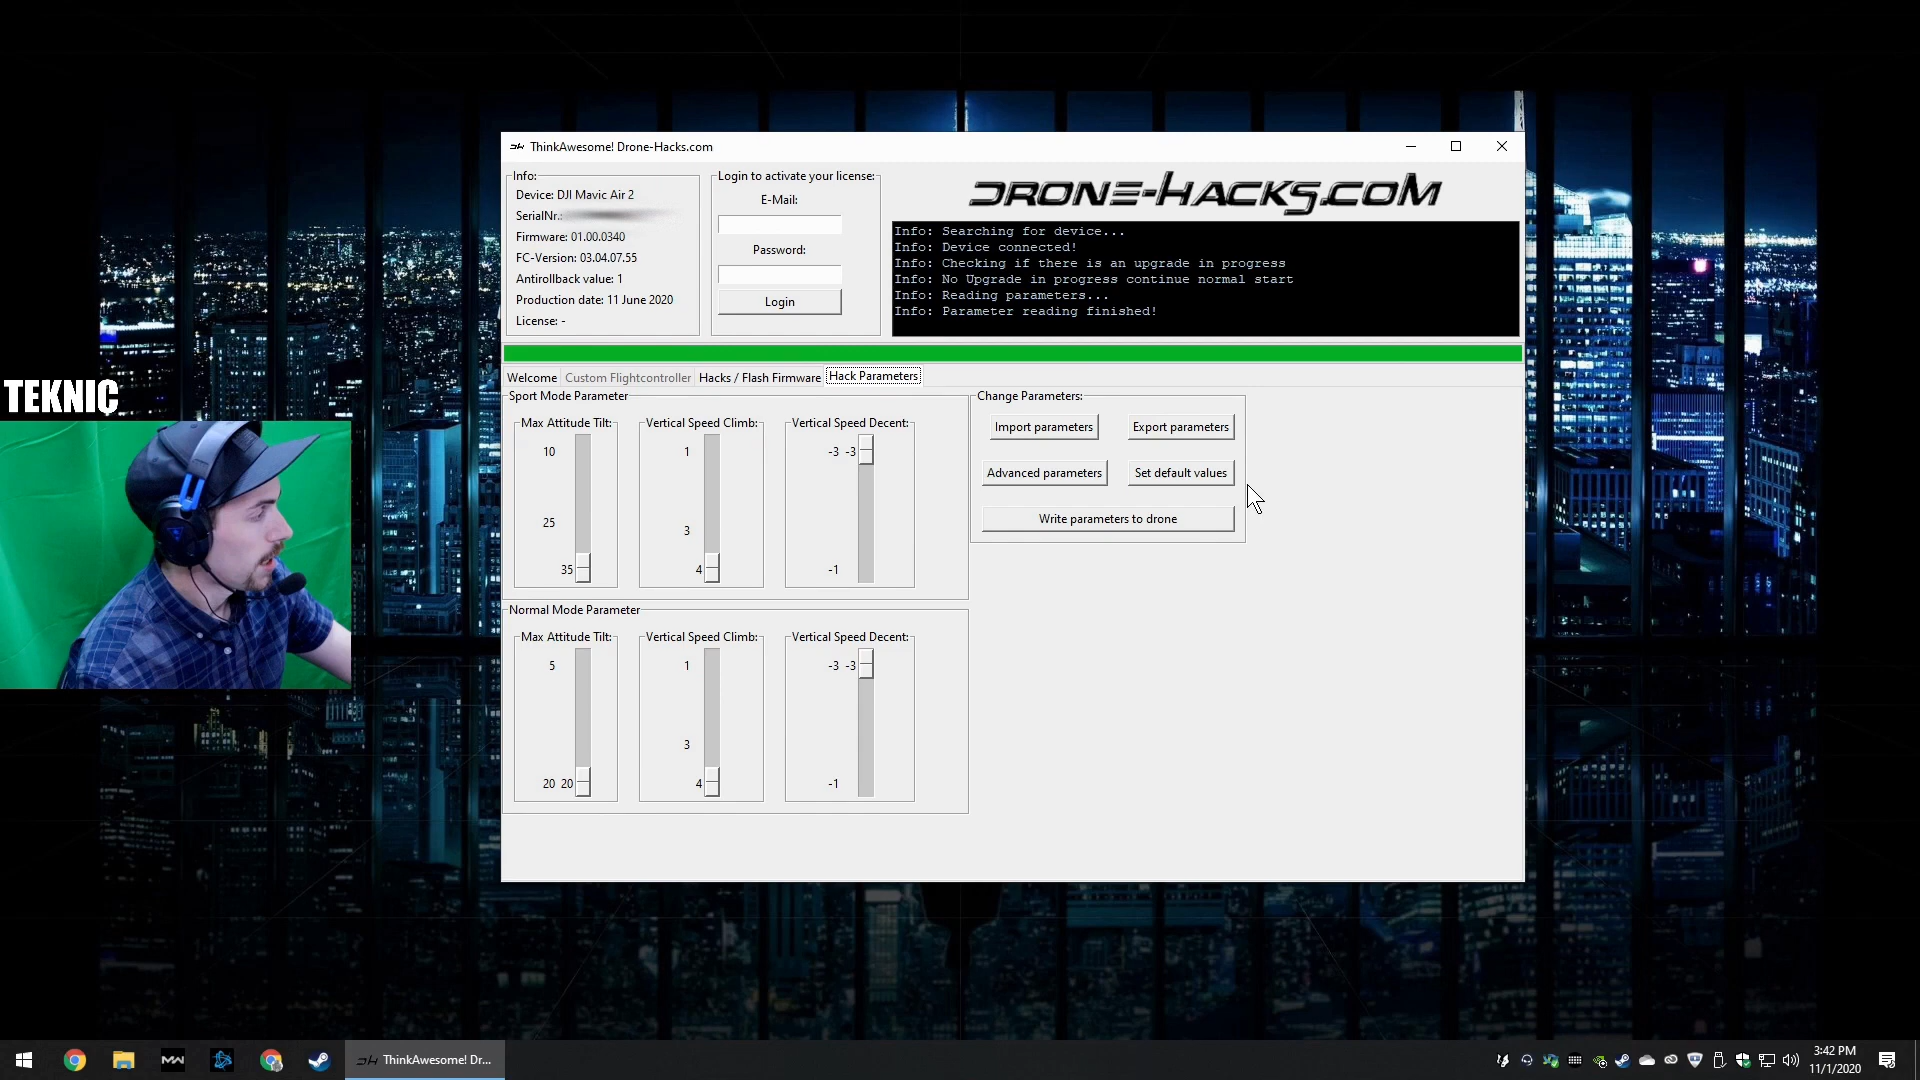 ThinkAwesome! Drone-Hacks.com
Info:
Device: DJI Mavic Air 2
SerialNr.:
Firmware: 01.00.0340
FC-Version: 03.04.07.55
Antirollback value: 1
Production date: 11 June 2020
License: -
Login to activate your license:
E-Mail:
Password:
Login
DRONE-HACKS.COM
Info: Searching for device...
Info: Device connected!
Info: Checking if there is an upgrade in progress
Info: No Upgrade in progress continue normal start
Info: Reading parameters...
Info: Parameter reading finished!
Welcome Custom Flightcontroller Hacks / Flash Firmware Hack Parameters
TEKNIC
Sport Mode Parameter
Max Attitude Tilt: Vertical Speed Climb: Vertical Speed Decent:
10 1 -3 -3
25 3
35 4 -1
Change Parameters:
Import parameters Export parameters
Advanced parameters Set default values
Write parameters to drone
Normal Mode Parameter
Max Attitude Tilt: Vertical Speed Climb: Vertical Speed Decent:
5 1 -3 -3
3
20 20 4 -1
ThinkAwesome! Dr...
3:42 PM
11/1/2020